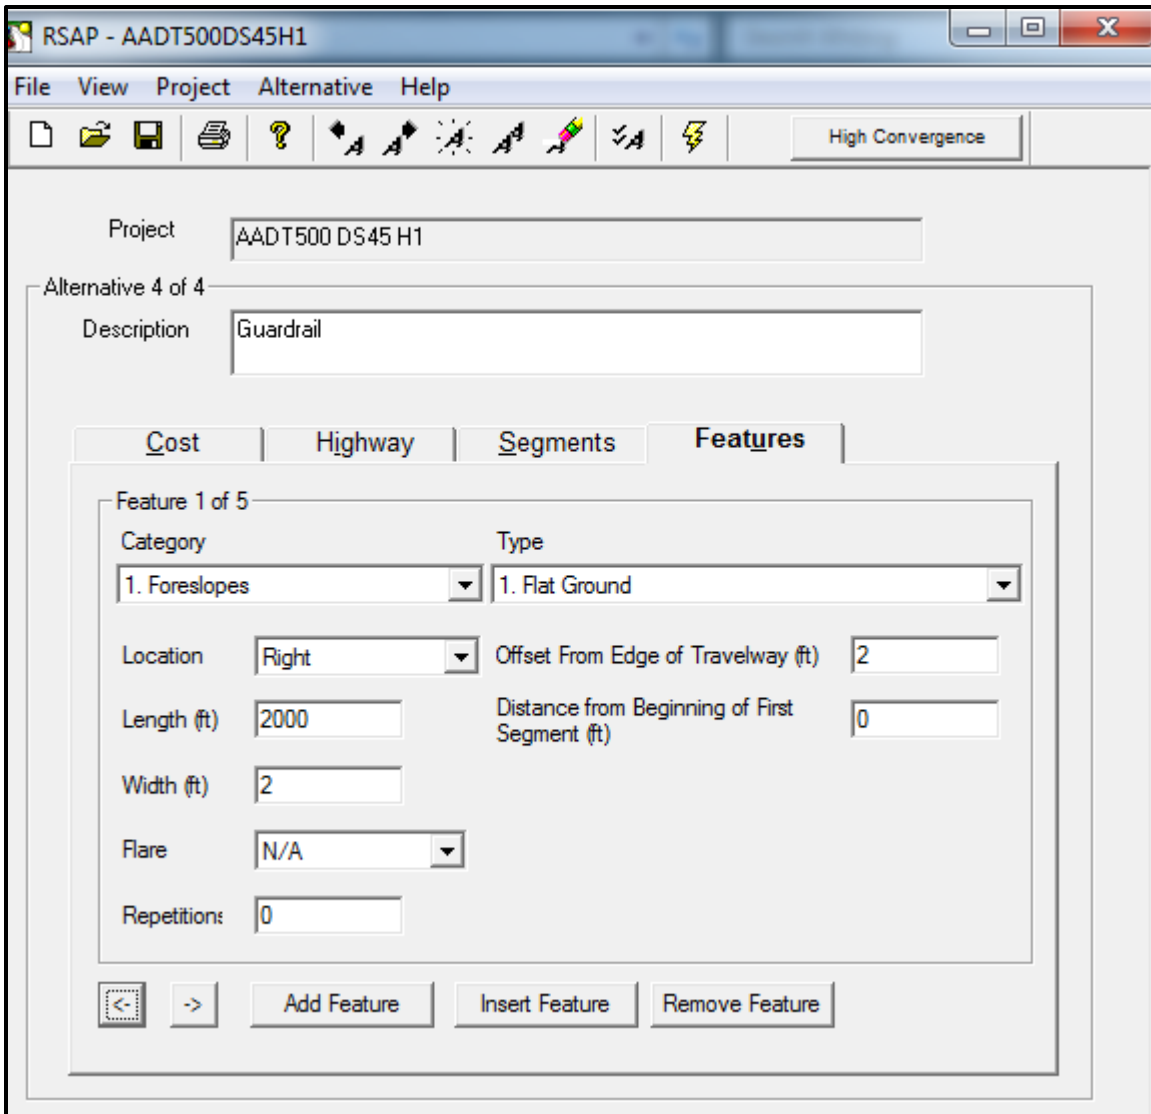 RSAP - AADT500DS45H1
File View Project Alternative Help
High Convergence
Project AADT500 DS45 H1
Alternative 4 of 4
Description Guardrail
Cost Highway Segments Features
Feature 1 of 5
Category Type
1. Foreslopes 1. Flat Ground
Location Right Offset From Edge of Travelway (ft) 2
Length (ft) 2000 Distance from Beginning of First
Segment (ft) 0
Width (ft) 2
Flare N/A
Repetitions 0
<- -> Add Feature Insert Feature Remove Feature